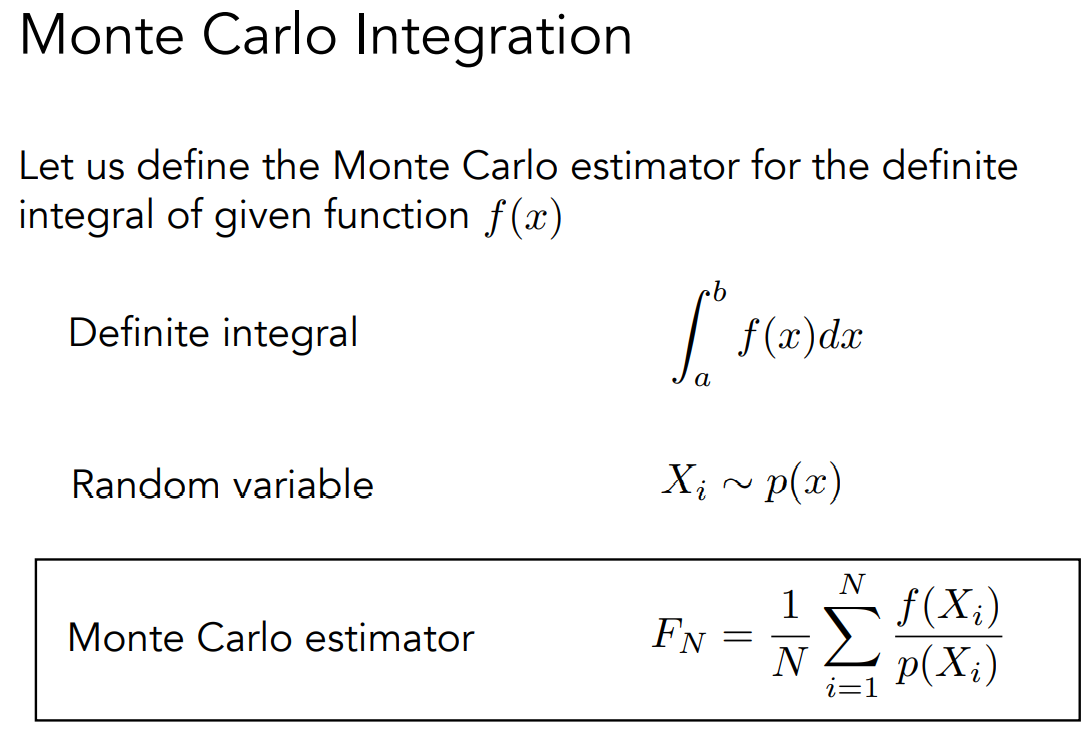 Monte Carlo Integration
Let us define the Monte Carlo estimator for the definite
integral of given function $f(x)$
Definite integral $\int_a^b f(x)dx$
Random variable $X_i \sim p(x)$
Monte Carlo estimator $F_N = \frac{1}{N} \sum_{i=1}^{N} \frac{f(X_i)}{p(X_i)}$